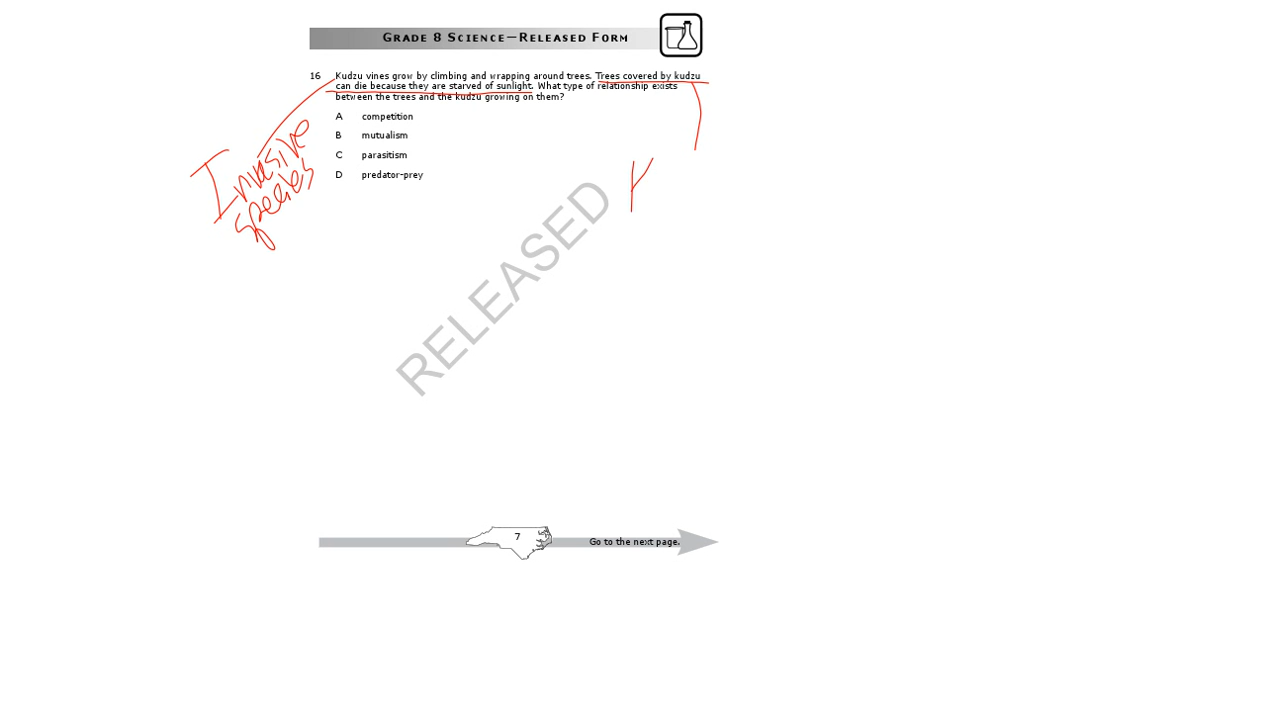 GRADE 8 SCIENCE—RELEASED FORM
16 Kudzu vines grow by climbing and wrapping around trees. Trees covered by kudzu
can die because they are starved of sunlight. What type of relationship exists
between the trees and the kudzu growing on them?
A competition
B mutualism
C parasitism
D predator-prey
Invasive
species
RELEASED
7
Go to the next page.